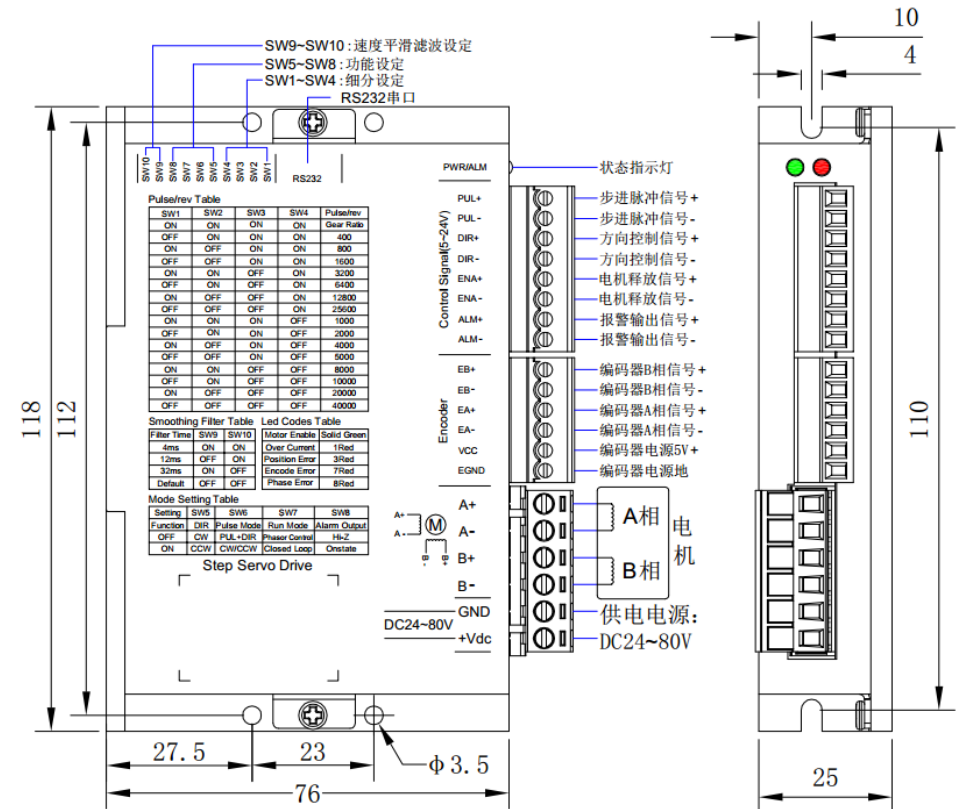 SW9~SW10:速度平滑滤波设定
SW5~SW8:功能设定
SW1~SW4:细分设定
RS232串口
SW10 SW9 SW8 SW7 SW6 SW5 SW4 SW3 SW2 SW1 RS232
PWR/ALM 状态指示灯
Pulse/rev Table
SW1 SW2 SW3 SW4 Pulse/rev
ON ON ON ON Gear Ratio
OFF ON ON ON 400
ON OFF ON ON 800
OFF OFF ON ON 1600
ON ON OFF ON 3200
OFF ON OFF ON 6400
ON OFF OFF ON 12800
OFF OFF OFF ON 25600
ON ON ON OFF 1000
OFF ON ON OFF 2000
ON OFF ON OFF 4000
OFF OFF ON OFF 5000
ON ON OFF OFF 8000
OFF ON OFF OFF 10000
ON OFF OFF OFF 20000
OFF OFF OFF OFF 40000
Smoothing Filter Table
Filter Time SW9 SW10
4ms ON ON
12ms OFF ON
32ms ON OFF
Default OFF OFF
Led Codes Table
Motor Enable Solid Green
Over Current 1Red
Position Error 3Red
Encode Error 7Red
Phase Error 8Red
Mode Setting Table
Setting SW5 SW6 SW7 SW8
Function DIR Pulse Mode Run Mode Alarm Output
OFF CW PUL+DIR Phasor Control Hi-Z
ON CCW CW/CCW Closed Loop Onstate
Step Servo Drive
Control Signal(5~24V)
PUL+ 步进脉冲信号+
PUL- 步进脉冲信号-
DIR+ 方向控制信号+
DIR- 方向控制信号-
ENA+ 电机释放信号+
ENA- 电机释放信号-
ALM+ 报警输出信号+
ALM- 报警输出信号-
Encoder
EB+ 编码器B相信号+
EB- 编码器B相信号-
EA+ 编码器A相信号+
EA- 编码器A相信号-
VCC 编码器电源5V+
EGND 编码器电源地
A+
A-
B+
B-
A+
A-
M
B-
B+
A相
B相
电机
DC24~80V
GND
+Vdc
供电电源:
DC24~80V
118
112
27.5
23
76
φ3.5
10
4
110
25